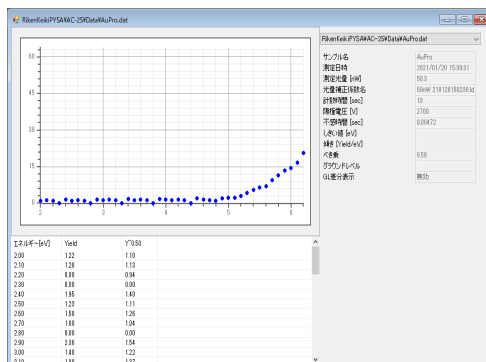 RikenKeikiPYSA¥AC-2S¥Data¥AuPro.dat
RikenKeikiPYSA¥AC-2S¥Data¥AuPro.dat
60
45
30
15
0
2 3 4 5 6
サンプル名 AuPro
測定日時 2021/01/20 15:39:31
測定光量 [nW] 50.3
光量補正係数名
計数時間 [sec] 10
陽極電圧 [V] 2700
不感時間 [sec] 0.00472
しきい値 [eV]
傾き [Yield/eV]
べき乗 0.50
グラウンドレベル
GL差分表示 無効
エネルギー[eV] Yield Y^0.50
2.00 1.22 1.10
2.10 1.28 1.13
2.20 0.88 0.94
2.30 0.00 0.00
2.40 1.95 1.40
2.50 1.23 1.11
2.60 1.58 1.26
2.70 1.08 1.04
2.80 0.00 0.00
2.90 2.36 1.54
3.00 1.48 1.22